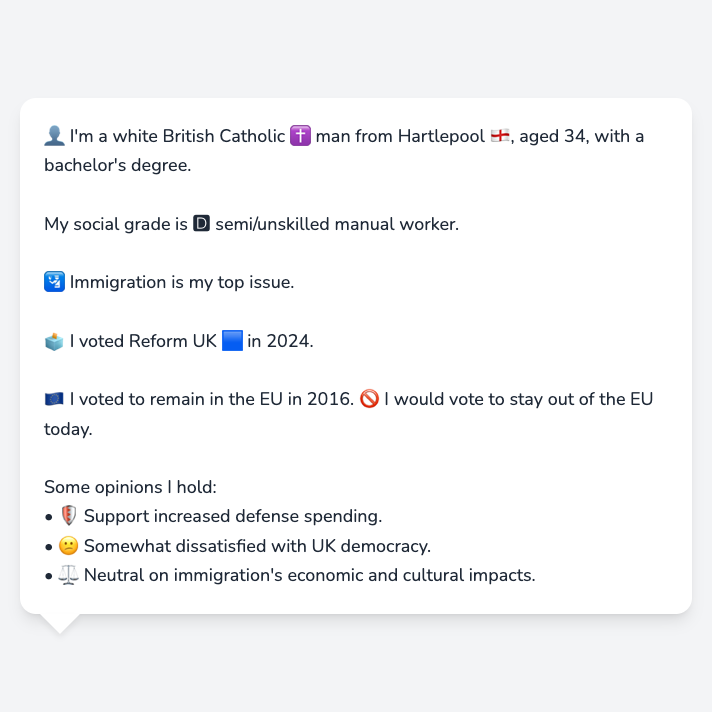 👤 I'm a white British Catholic ✝️ man from Hartlepool 🏴󠁧󠁢󠁥󠁮󠁧󠁿, aged 34, with a
bachelor's degree.
My social grade is 🅳 semi/unskilled manual worker.
🛂 Immigration is my top issue.
🗳️ I voted Reform UK 🟦 in 2024.
🇪🇺 I voted to remain in the EU in 2016. 🚫 I would vote to stay out of the EU
today.
Some opinions I hold:
• 🛡️ Support increased defense spending.
• 😕 Somewhat dissatisfied with UK democracy.
• ⚖️ Neutral on immigration's economic and cultural impacts.